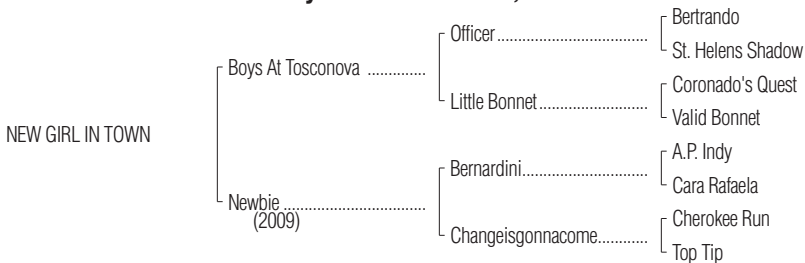 Bertrando
Officer
St. Helens Shadow
Boys At Tosconova
Coronado's Quest
Little Bonnet
Valid Bonnet
NEW GIRL IN TOWN
A.P. Indy
Bernardini
Cara Rafaela
Newbie
(2009)
Cherokee Run
Changeisgonnacome
Top Tip